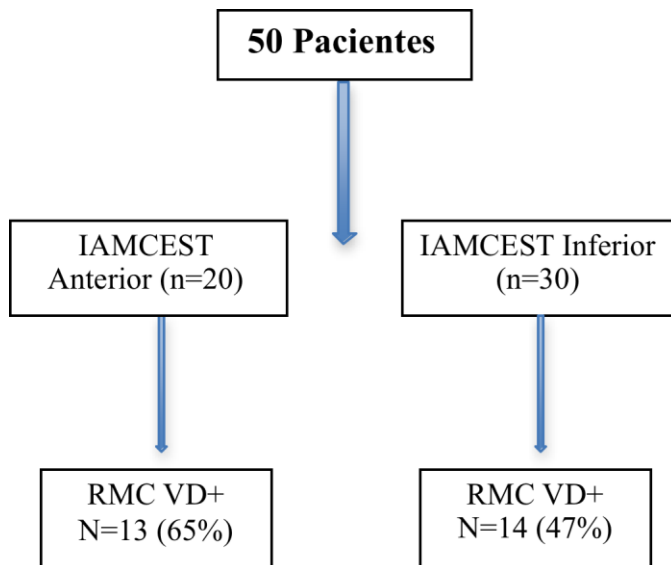 50 Pacientes
IAMCEST
Anterior (n=20)
IAMCEST Inferior
(n=30)
RMC VD+
N=13 (65%)
RMC VD+
N=14 (47%)